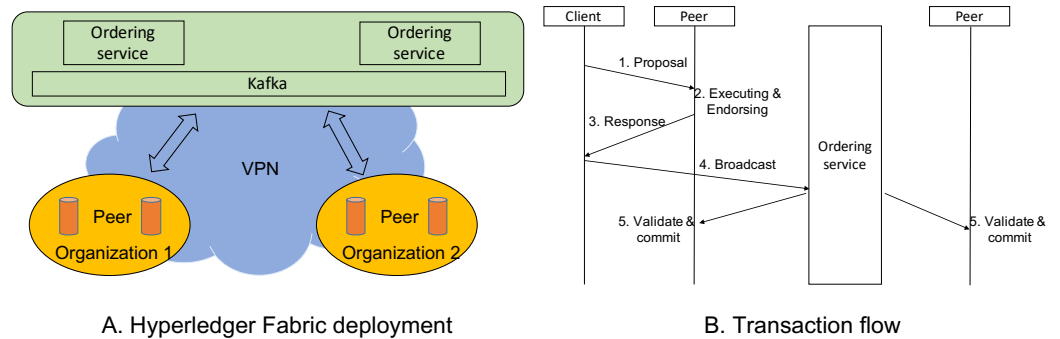 Ordering
service
Ordering
service
Kafka
VPN
Peer
Organization 1
Peer
Organization 2
A. Hyperledger Fabric deployment
Client
Peer
Peer
1. Proposal
2. Executing &
Endorsing
3. Response
4. Broadcast
Ordering
service
5. Validate &
commit
5. Validate &
commit
B. Transaction flow